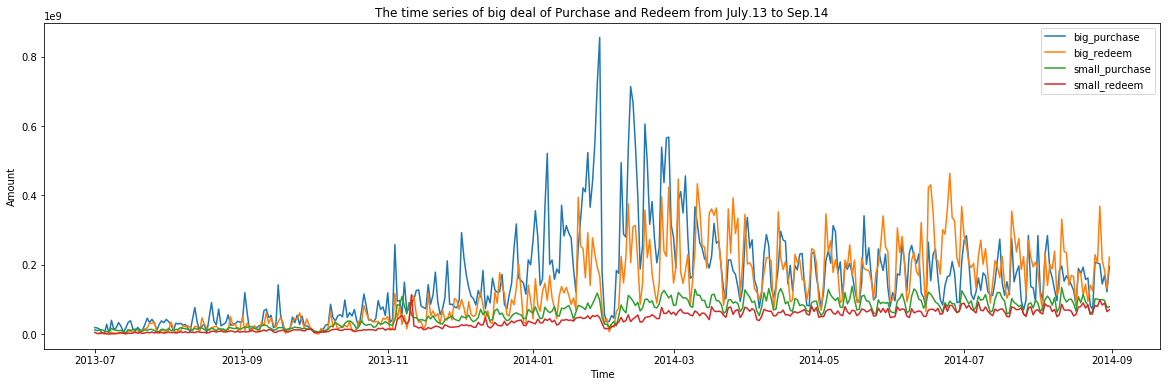 The time series of big deal of Purchase and Redeem from July.13 to Sep.14
1e9
big_purchase
big_redeem
small_purchase
small_redeem
0.8
0.6
0.4
0.2
0.0
Amount
2013-07 2013-09 2013-11 2014-01 2014-03 2014-05 2014-07 2014-09
Time